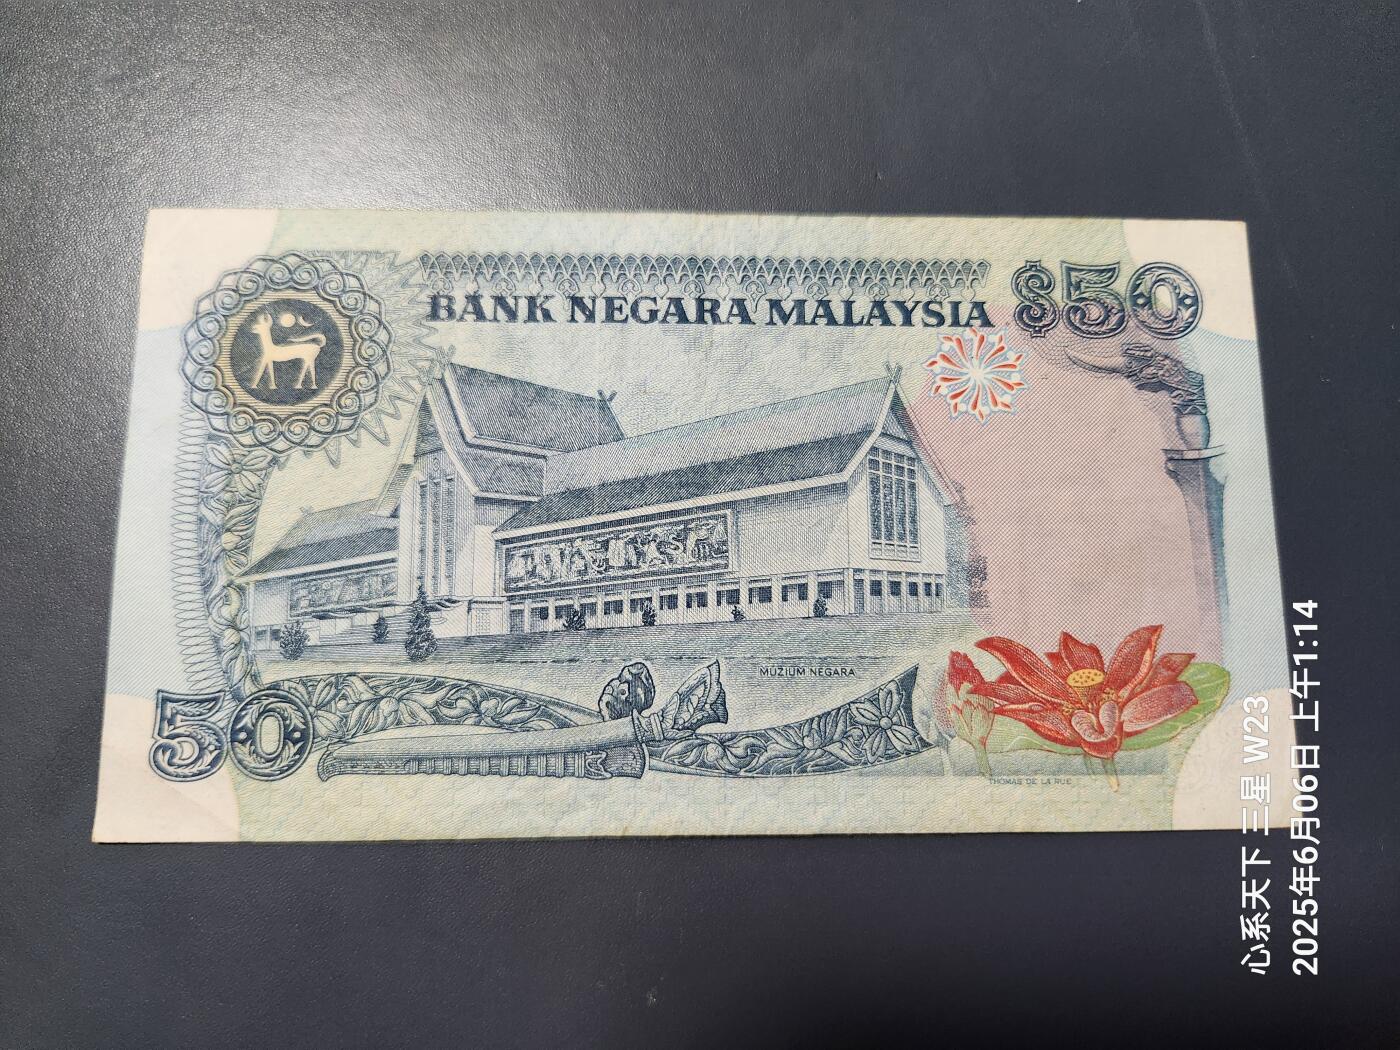 BANK NEGARA MALAYSIA
$50
MUZIUM NEGARA
50
THOMAS DE LA RUE
心系天下 三星 W23
2025年6月06日 上午1:14